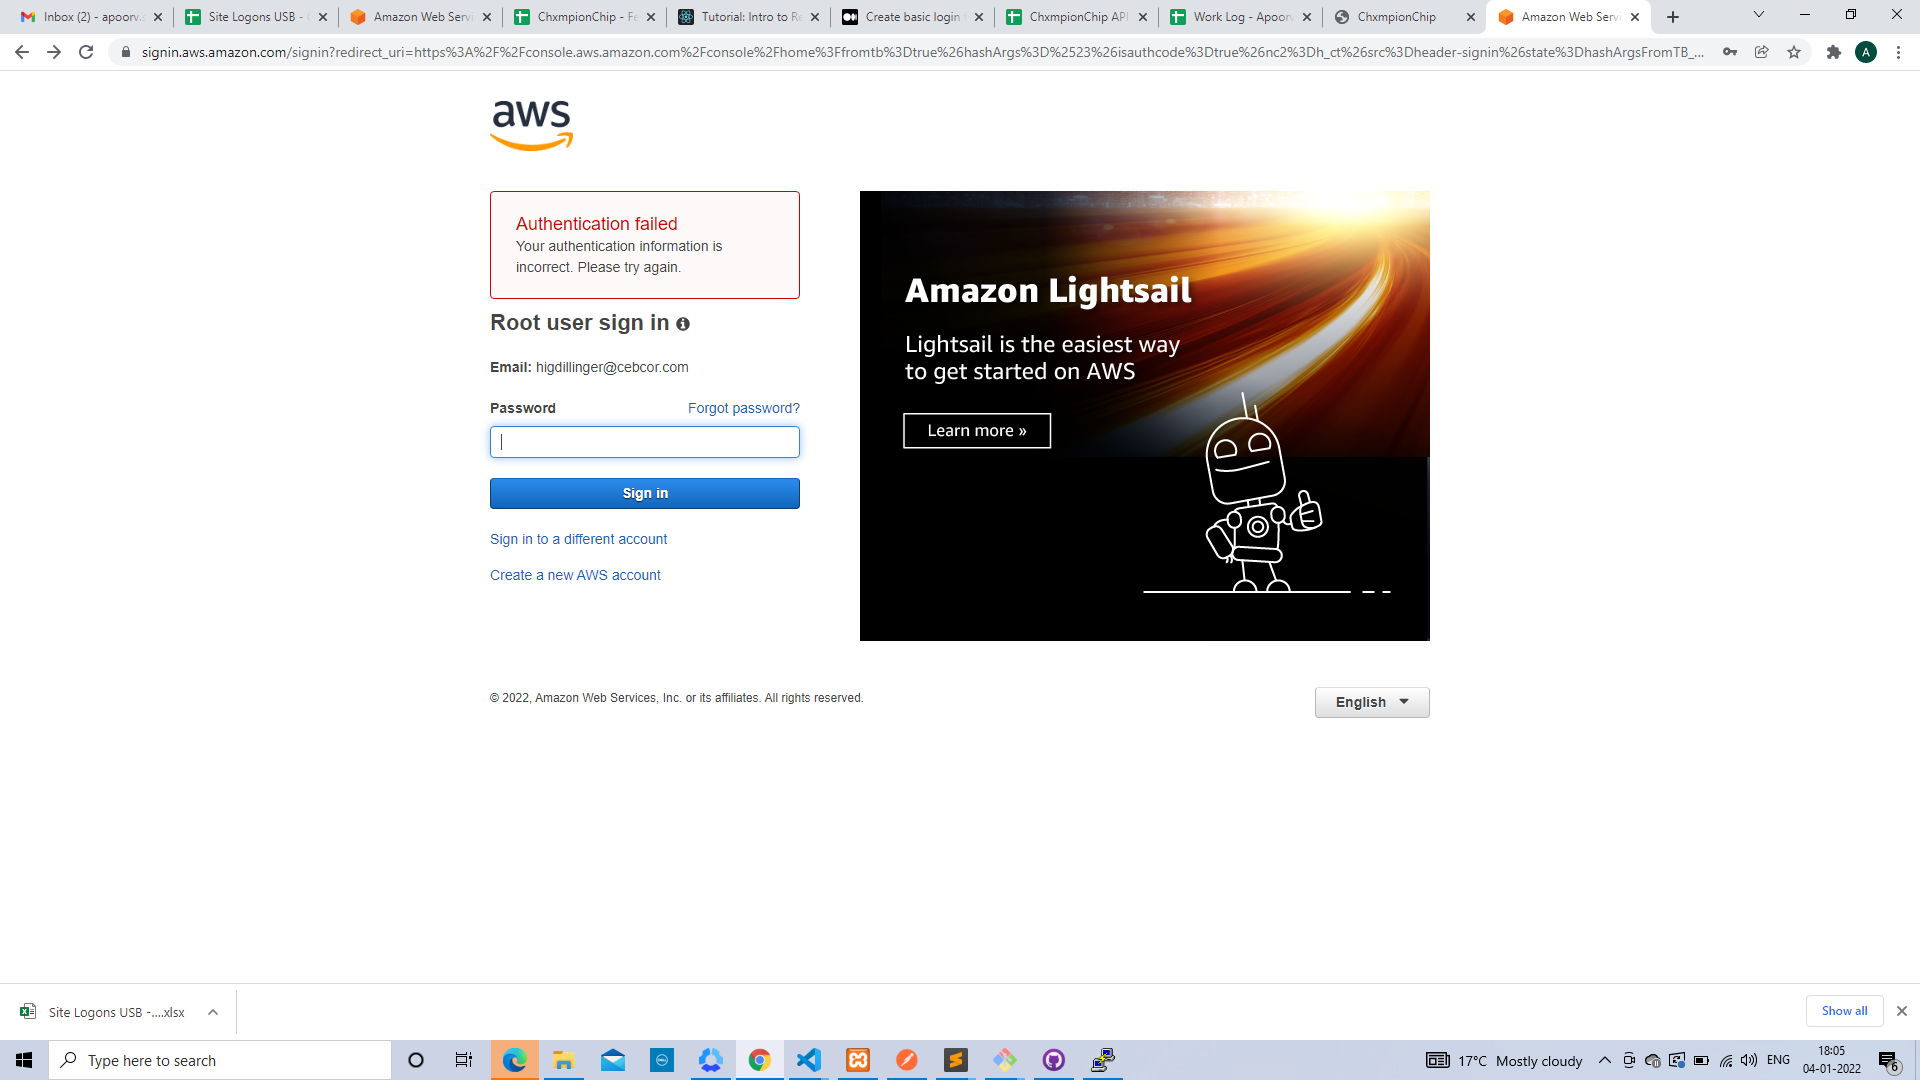 Inbox (2) - apoorv.s
Site Logons USB -
Amazon Web Servi
ChxmpionChip - Fe
Tutorial: Intro to Re
Create basic login
ChxmpionChip API
Work Log - Apoorv
ChxmpionChip
Amazon Web Servi
signin.aws.amazon.com/signin?redirect_uri=https%3A%2F%2Fconsole.aws.amazon.com%2Fconsole%2Fhome%3Ffromtb%3Dtrue%26hashArgs%3D%2523%26isauthcode%3Dtrue%26nc2%3Dh_ct%26src%3Dheader-signin%26state%3DhashArgsFromTB_...
A
aws
Authentication failed
Your authentication information is
incorrect. Please try again.
Root user sign in
Email: higdillinger@cebcor.com
Password
Forgot password?
Sign in
Sign in to a different account
Create a new AWS account
Amazon Lightsail
Lightsail is the easiest way
to get started on AWS
Learn more »
© 2022, Amazon Web Services, Inc. or its affiliates. All rights reserved.
English
Site Logons USB -....xlsx
Show all
Type here to search
17°C Mostly cloudy
ENG
18:05
04-01-2022
6